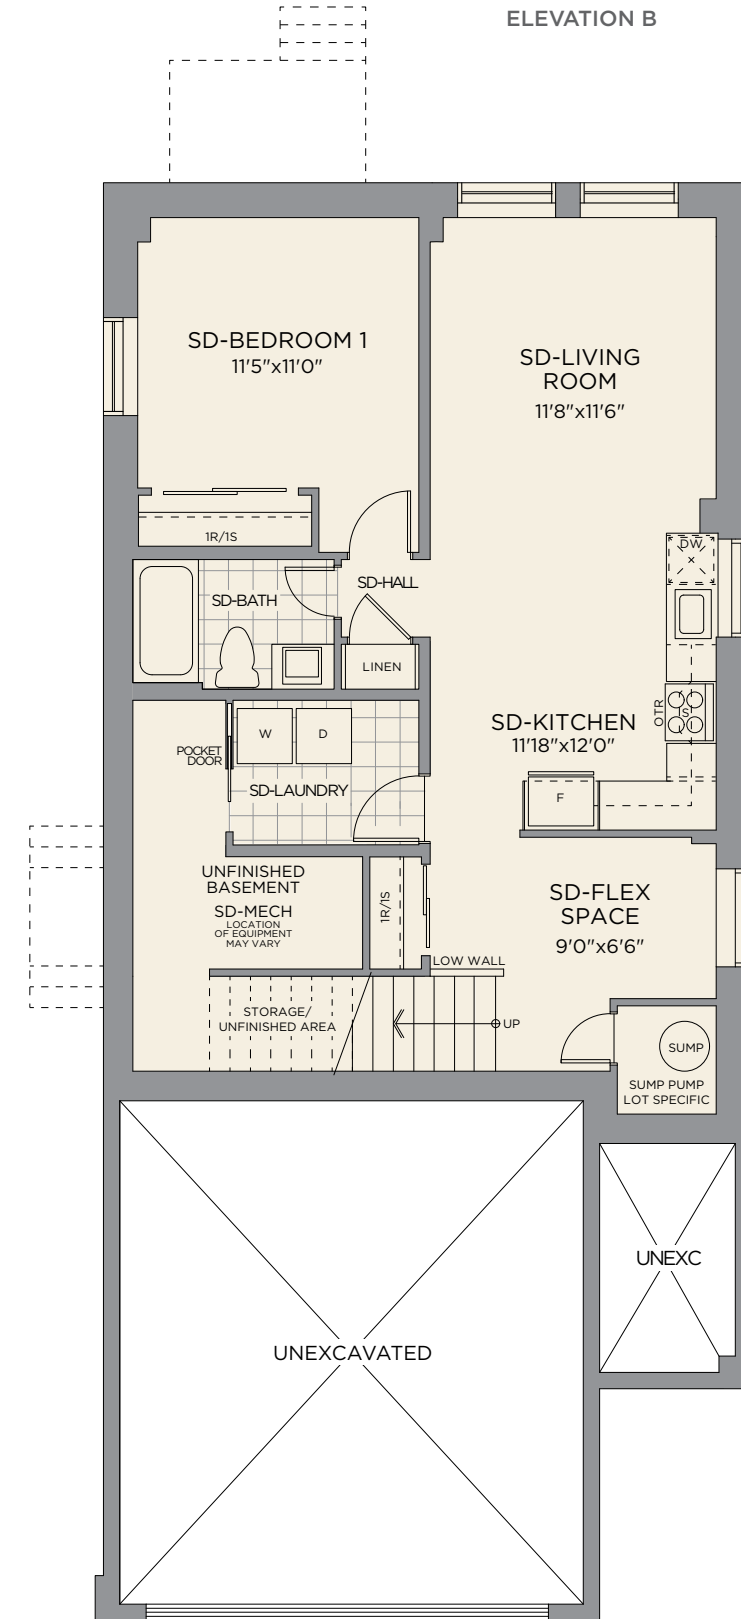 ELEVATION B
SD-BEDROOM 1
11'5"x11'0"
SD-LIVING
ROOM
11'8"x11'6"
1R/1S
DW
SD-BATH
SD-HALL
LINEN
SD-KITCHEN
11'18"x12'0"
OTR
S
POCKET
DOOR
W
D
SD-LAUNDRY
F
UNFINISHED
BASEMENT
SD-MECH
LOCATION
OF EQUIPMENT
MAY VARY
1R/1S
SD-FLEX
SPACE
9'0"x6'6"
LOW WALL
STORAGE/
UNFINISHED AREA
UP
SUMP
SUMP PUMP
LOT SPECIFIC
UNEXC
UNEXCAVATED